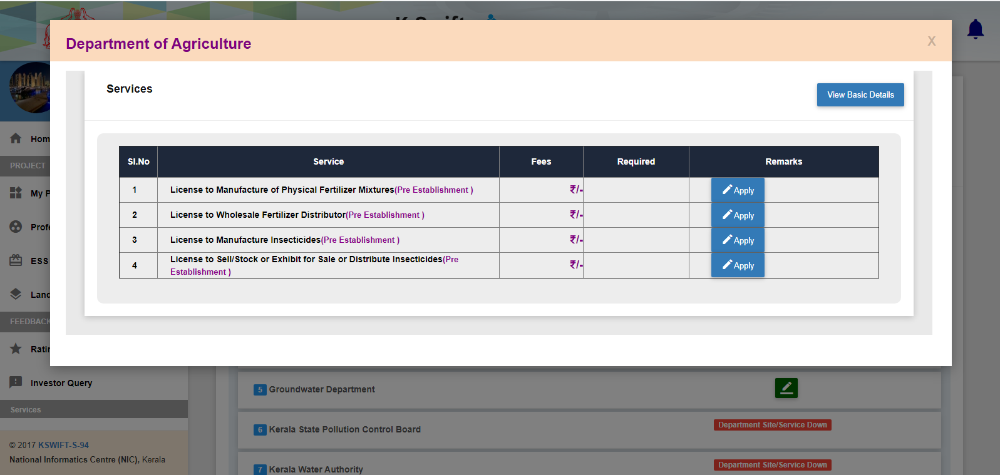 Department of Agriculture
X
Services
View Basic Details
Sl.No Service Fees Required Remarks
1 License to Manufacture of Physical Fertilizer Mixtures(Pre Establishment ) ₹/- Apply
2 License to Wholesale Fertilizer Distributor(Pre Establishment ) ₹/- Apply
3 License to Manufacture Insecticides(Pre Establishment ) ₹/- Apply
4 License to Sell/Stock or Exhibit for Sale or Distribute Insecticides(Pre
Establishment ) ₹/- Apply
Hom
PROJECT
My P
Profe
ESS
Land
FEEDBACK
Ratin
Investor Query
Services
© 2017 KSWIFT-S-94
National Informatics Centre (NIC), Kerala
5 Groundwater Department
6 Kerala State Pollution Control Board Department Site/Service Down
7 Kerala Water Authority Department Site/Service Down